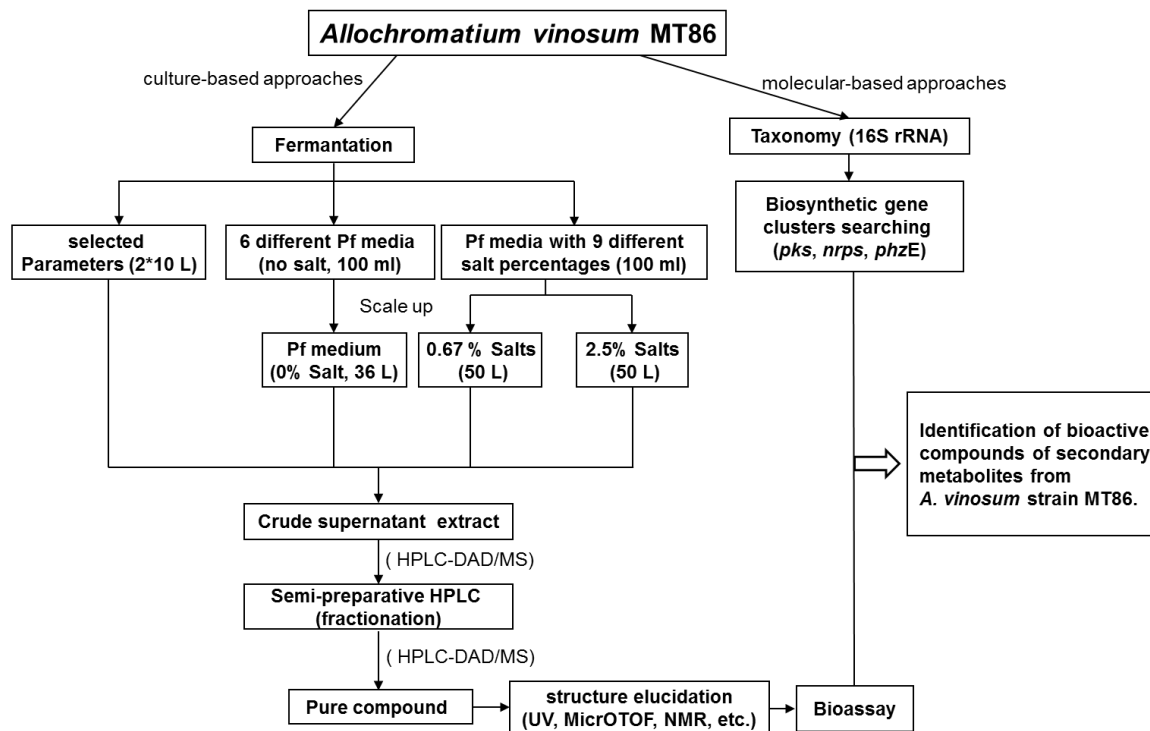 Allochromatium vinosum MT86
culture-based approaches
molecular-based approaches
Fermantation
Taxonomy (16S rRNA)
selected
Parameters (2*10 L)
6 different Pf media
(no salt, 100 ml)
Pf media with 9 different
salt percentages (100 ml)
Biosynthetic gene
clusters searching
(pks, nrps, phzE)
Scale up
Pf medium
(0% Salt, 36 L)
0.67 % Salts
(50 L)
2.5% Salts
(50 L)
Identification of bioactive
compounds of secondary
metabolites from
A. vinosum strain MT86.
Crude supernatant extract
( HPLC-DAD/MS)
Semi-preparative HPLC
(fractionation)
( HPLC-DAD/MS)
Pure compound
structure elucidation
(UV, MicrOTOF, NMR, etc.)
Bioassay